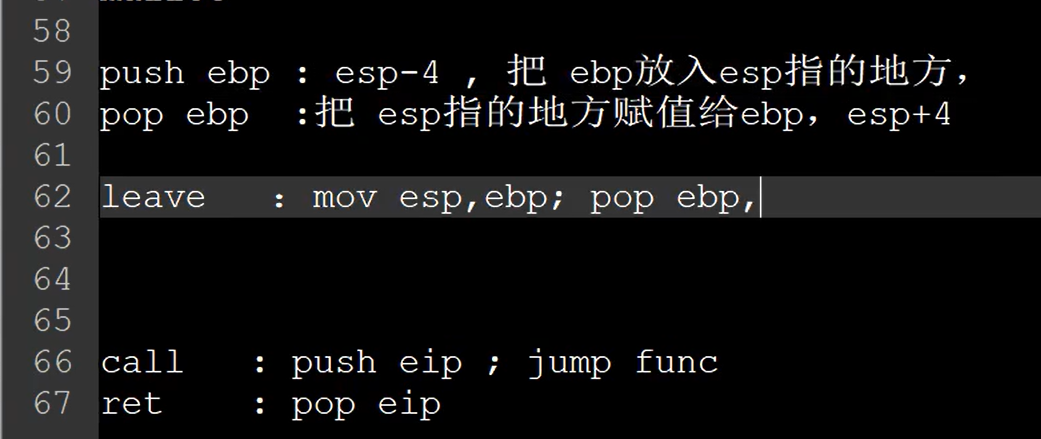 58
59 push ebp : esp-4 , 把 ebp放入esp指的地方,
60 pop ebp  :把 esp指的地方赋值给ebp，esp+4
61
62 leave   : mov esp,ebp; pop ebp,
63
64
65
66 call   : push eip ; jump func
67 ret    : pop eip